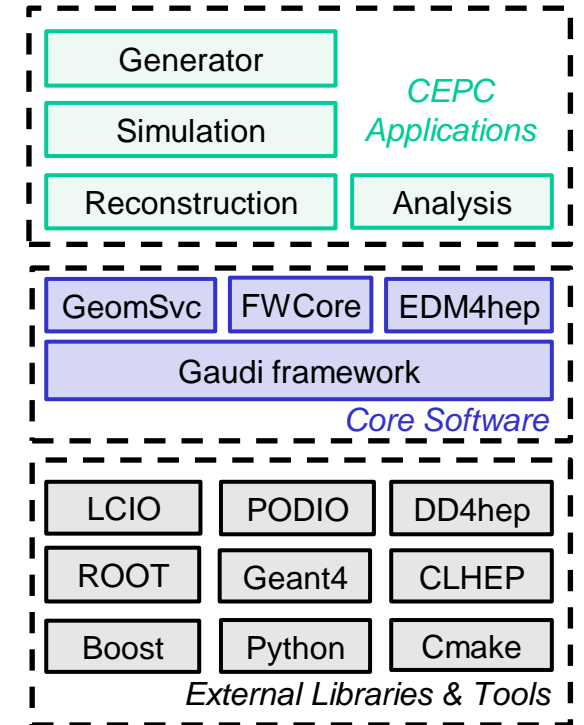 Generator
CEPC
Applications
Simulation
Reconstruction
Analysis
GeomSvc
FWCore
EDM4hep
Gaudi framework
Core Software
LCIO
PODIO
DD4hep
ROOT
Geant4
CLHEP
Boost
Python
Cmake
External Libraries & Tools